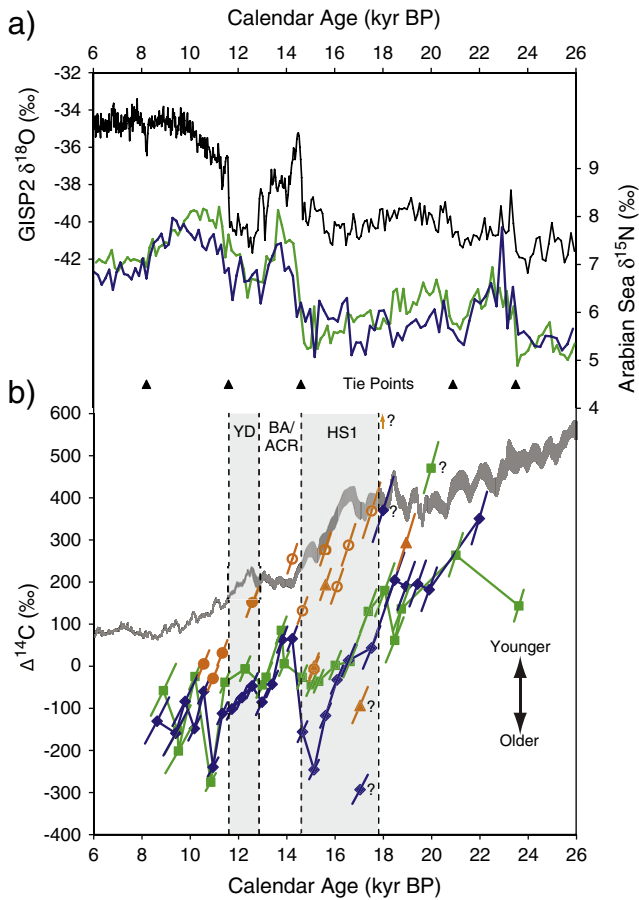 a)
Calendar Age (kyr BP)
6 8 10 12 14 16 18 20 22 24 26
-32
-34
-36
-38
-40
-42
GISP2 δ18O (‰)
9
8
7
6
5
4
Arabian Sea δ15N (‰)
Tie Points
b)
600
500
400
300
200
100
0
-100
-200
-300
-400
Δ14C (‰)
YD
BA/
ACR
HS1
?
?
?
?
?
Younger
Older
6 8 10 12 14 16 18 20 22 24 26
Calendar Age (kyr BP)